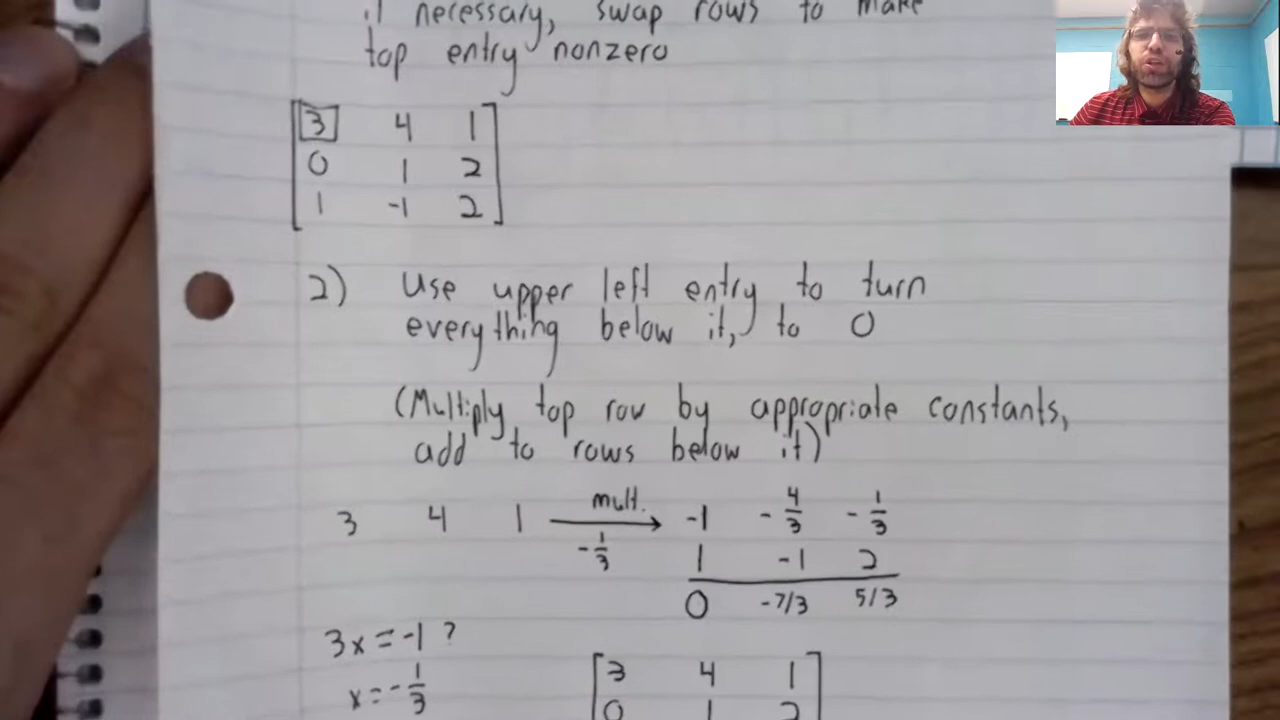 if necessary, swap rows to make
top entry nonzero
3 4 1
0 1 2
1 -1 2
2) Use upper left entry to turn
everything below it, to 0
(Multiply top row by appropriate constants,
add to rows below it)
3 4 1 mult. -1/3 → -1 -4/3 -1/3
1 -1 2
0 -7/3 5/3
3x = -1 ?
x = -1/3
3 4 1
0 1 2